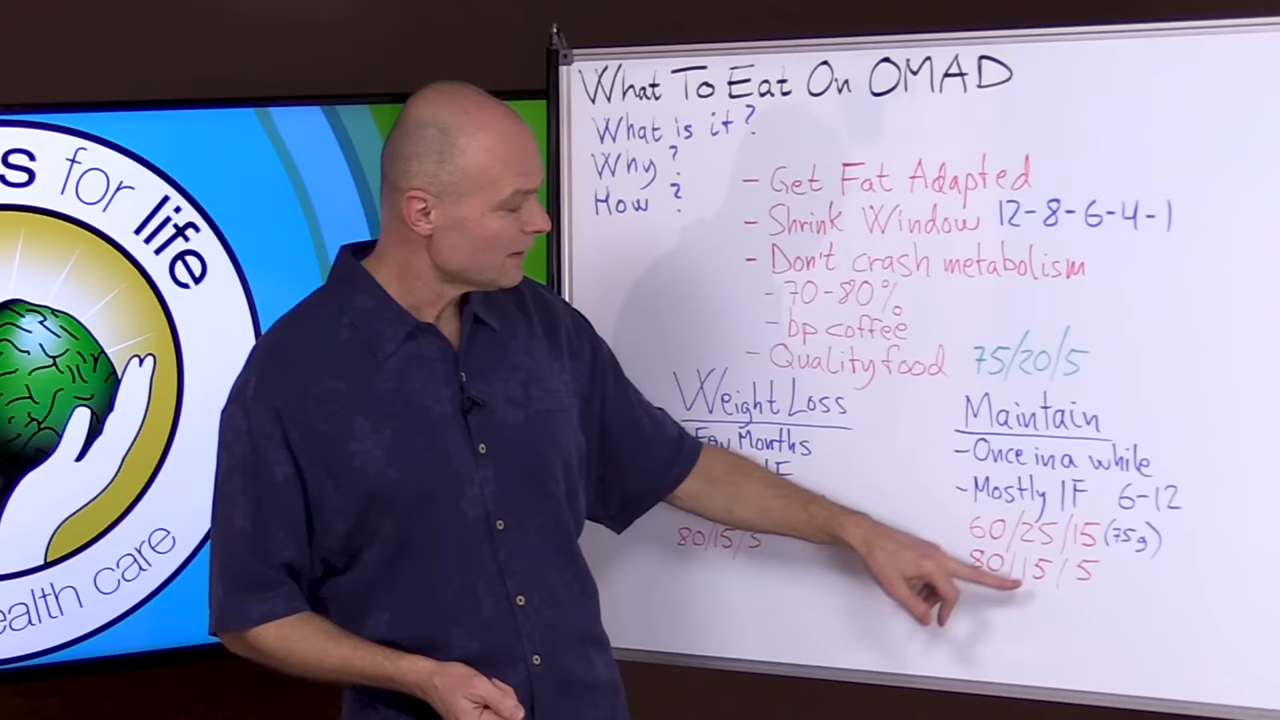 s for life
ealth care
What To Eat On OMAD
What is it?
Why?
How?
- Get Fat Adapted
- Shrink Window 12-8-6-4-1
- Don't crash metabolism
- 70-80%
- bp coffee
- Quality food 75/20/5
Weight Loss
Few Months
IF
80/15/5
Maintain
- Once in a while
- Mostly IF 6-12
60/25/15 (75g)
80/15/5